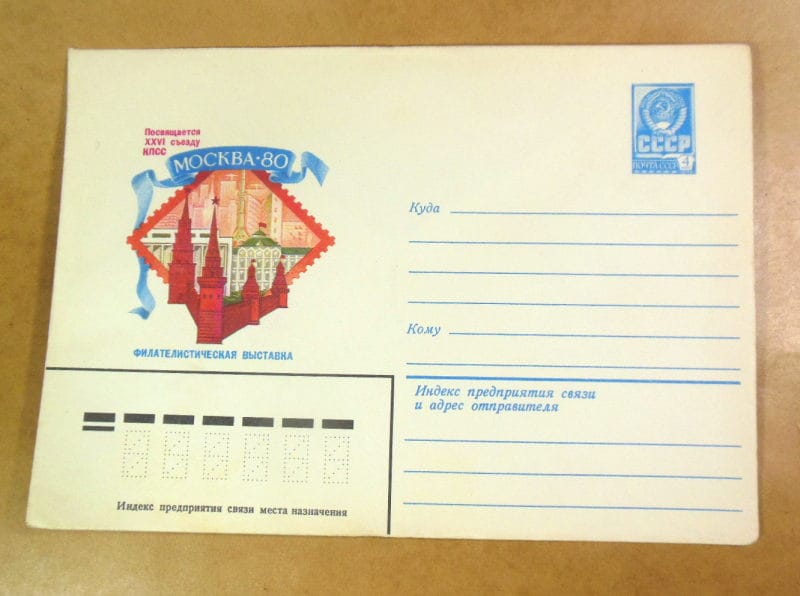 Посвящается
XXVI съезду
КПСС
МОСКВА·80
ФИЛАТЕЛИСТИЧЕСКАЯ ВЫСТАВКА
СССР
ПОЧТА СССР 4
Куда
Кому
Индекс предприятия связи
и адрес отправителя
Индекс предприятия связи места назначения